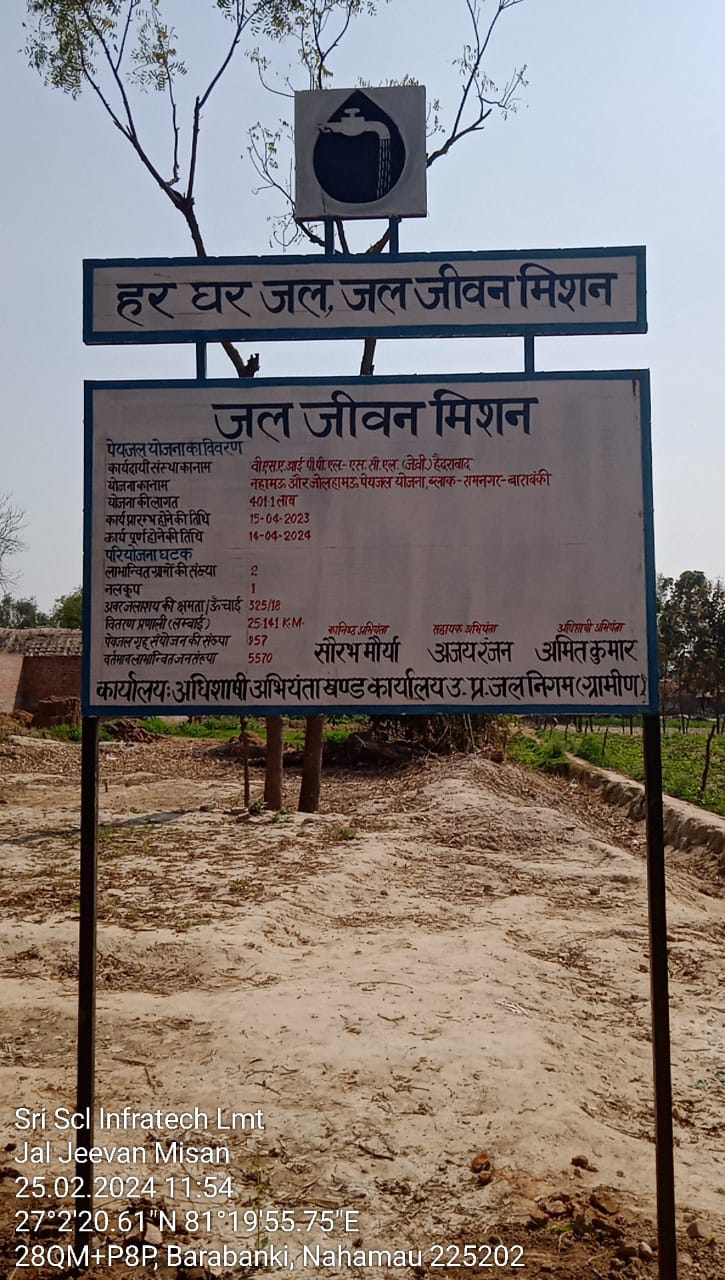 हर घर जल, जल जीवन मिशन
जल जीवन मिशन
पेयजल योजना का विवरण
कार्यदायी संस्था का नाम वी.एस.ए.आई पी.पी.एल.- एस.सी.एल. (जे.वी.) हैदराबाद
योजना का नाम नहामऊ और जोलहामऊ पेयजल योजना, ब्लाक-रामनगर-बाराबंकी
योजना की लागत 401.1 लाख
कार्य प्रारम्भ होने की तिथि 15-04-2023
कार्य पूर्ण होने की तिथि 14-04-2024
परियोजना घटक
लाभान्वित ग्रामों की संख्या 2
नलकूप 1
अवर जलाशय की क्षमता/ऊँचाई 325/18
वितरण प्रणाली (लम्बाई) 25.141 K.M.
पेयजल गृह संयोजन की संख्या 957
वर्तमान लाभान्वित जनसंख्या 5570
कनिष्ठ अभियंता सहायक अभियंता अधिशाषी अभियंता
सौरभ मौर्या अजय रंजन अमित कुमार
कार्यालय: अधिशाषी अभियंता खण्ड कार्यालय उ. प्र. जल निगम (ग्रामीण)
Sri Scl Infratech Lmt
Jal Jeevan Misan
25.02.2024 11:54
27°2'20.61"N 81°19'55.75"E
28QM+P8P, Barabanki, Nahamau 225202